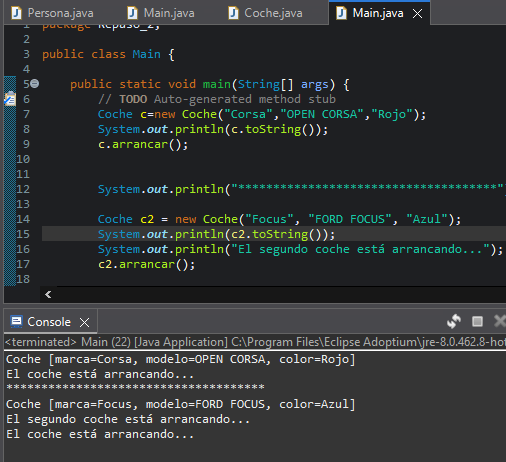 Persona.java Main.java Coche.java Main.java
1 package Repaso_2;
2
3 public class Main {
4
5 public static void main(String[] args) {
6 // TODO Auto-generated method stub
7 Coche c=new Coche("Corsa","OPEN CORSA","Rojo");
8 System.out.println(c.toString());
9 c.arrancar();
10
11
12 System.out.println("*************************************"
13
14 Coche c2 = new Coche("Focus", "FORD FOCUS", "Azul");
15 System.out.println(c2.toString());
16 System.out.println("El segundo coche está arrancando...");
17 c2.arrancar();
18
Console
<terminated> Main (22) [Java Application] C:\Program Files\Eclipse Adoptium\jre-8.0.462.8-hot
Coche [marca=Corsa, modelo=OPEN CORSA, color=Rojo]
El coche está arrancando...
*************************************
Coche [marca=Focus, modelo=FORD FOCUS, color=Azul]
El segundo coche está arrancando...
El coche está arrancando...